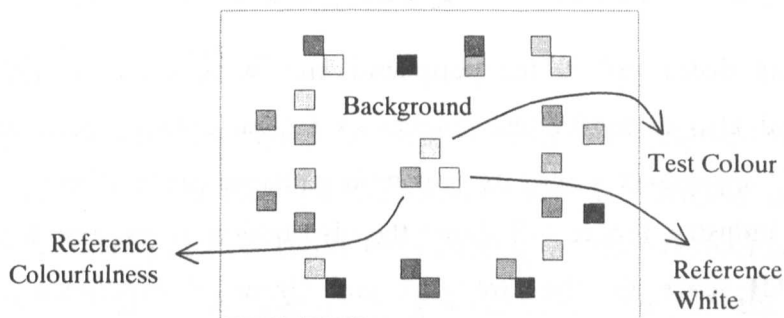 Background
Test Colour
Reference
Colourfulness
Reference
White